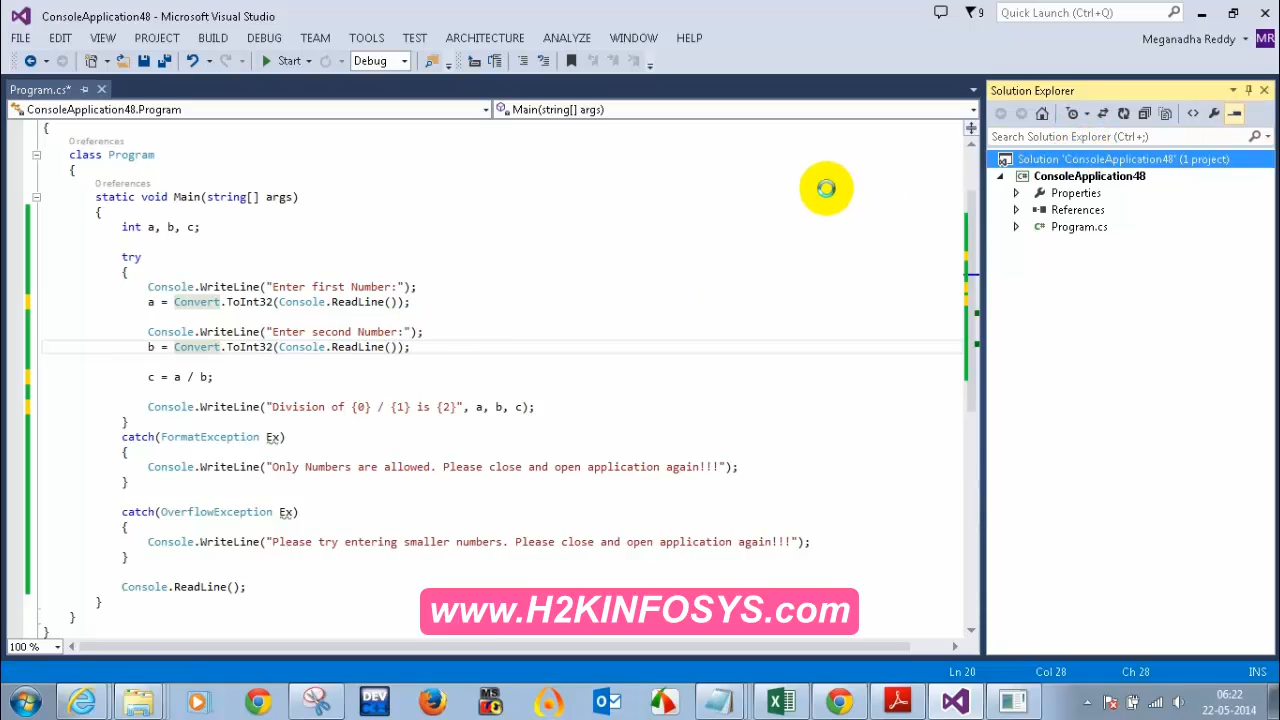 ConsoleApplication48 - Microsoft Visual Studio
9
Quick Launch (Ctrl+Q)
FILE EDIT VIEW PROJECT BUILD DEBUG TEAM TOOLS TEST ARCHITECTURE ANALYZE WINDOW HELP
Meganadha Reddy MR
Start Debug
Program.cs*
ConsoleApplication48.Program
Main(string[] args)
{
0 references
class Program
{
0 references
static void Main(string[] args)
{
int a, b, c;
try
{
Console.WriteLine("Enter first Number:");
a = Convert.ToInt32(Console.ReadLine());
Console.WriteLine("Enter second Number:");
b = Convert.ToInt32(Console.ReadLine());
c = a / b;
Console.WriteLine("Division of {0} / {1} is {2}", a, b, c);
}
catch(FormatException Ex)
{
Console.WriteLine("Only Numbers are allowed. Please close and open application again!!!");
}
catch(OverflowException Ex)
{
Console.WriteLine("Please try entering smaller numbers. Please close and open application again!!!");
}
Console.ReadLine();
}
}
}
100 %
Solution Explorer
Search Solution Explorer (Ctrl+;)
Solution 'ConsoleApplication48' (1 project)
ConsoleApplication48
Properties
References
C# Program.cs
www.H2KINFOSYS.com
Ln 20 Col 28 Ch 28 INS
DEV
MS
06:22
22-05-2014